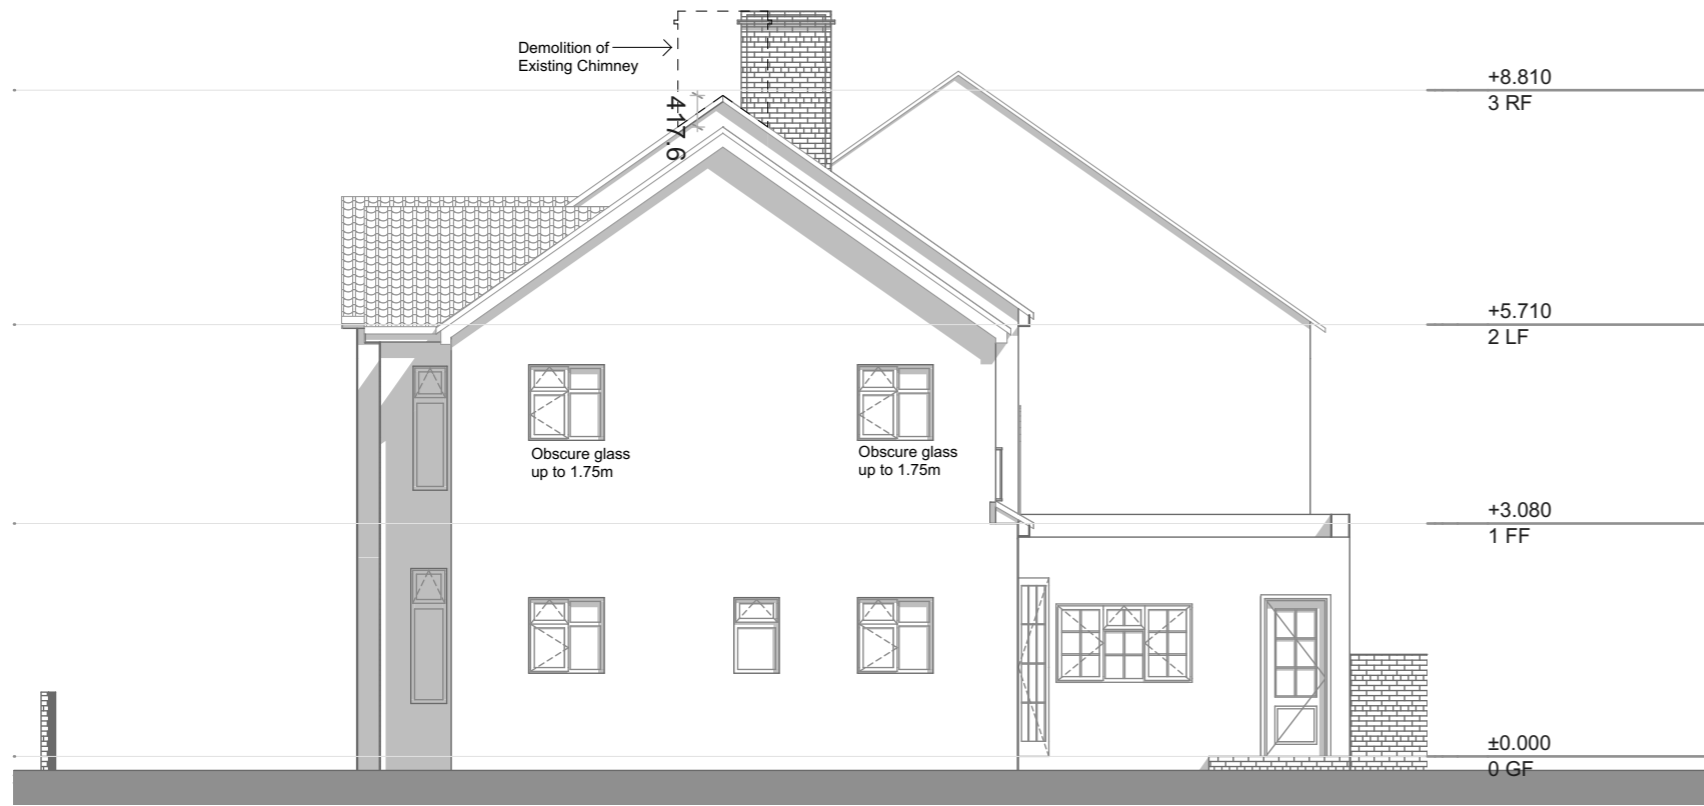 Demolition of
Existing Chimney
+8.810
3 RF
417.6
+5.710
2 LF
Obscure glass
up to 1.75m
Obscure glass
up to 1.75m
+3.080
1 FF
±0.000
0 GF